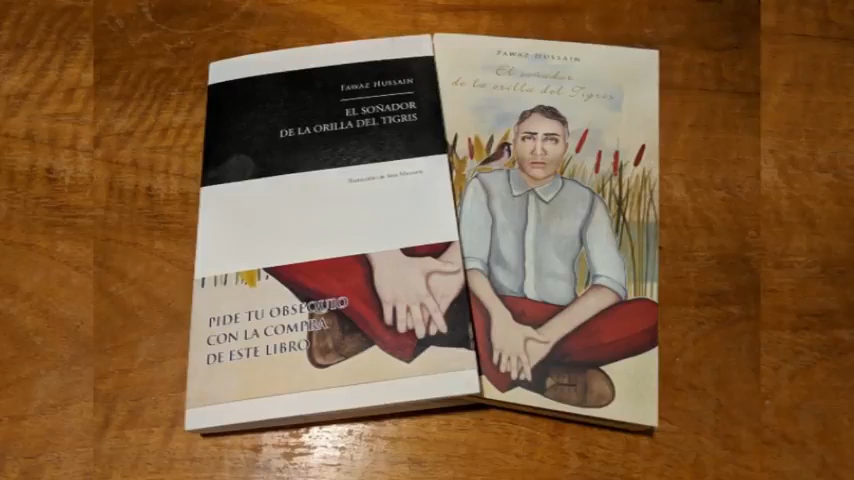 FAWAZ HUSSAIN
EL SOÑADOR
DE LA ORILLA DEL TIGRIS
PIDE TU OBSEQUIO
CON LA COMPRA
DE ESTE LIBRO
FAWAZ HUSSAIN
El soñador
de la orilla del Tigris